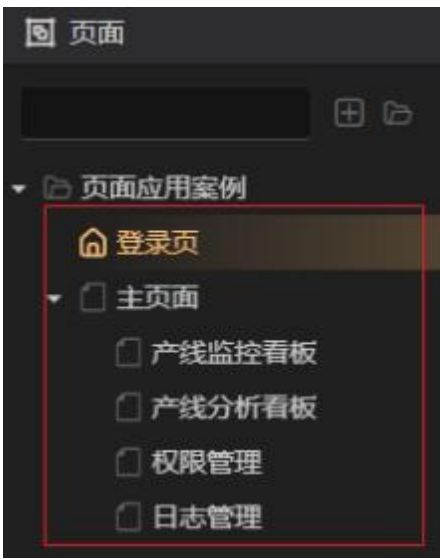 页面
页面应用案例
登录页
主页面
产线监控看板
产线分析看板
权限管理
日志管理